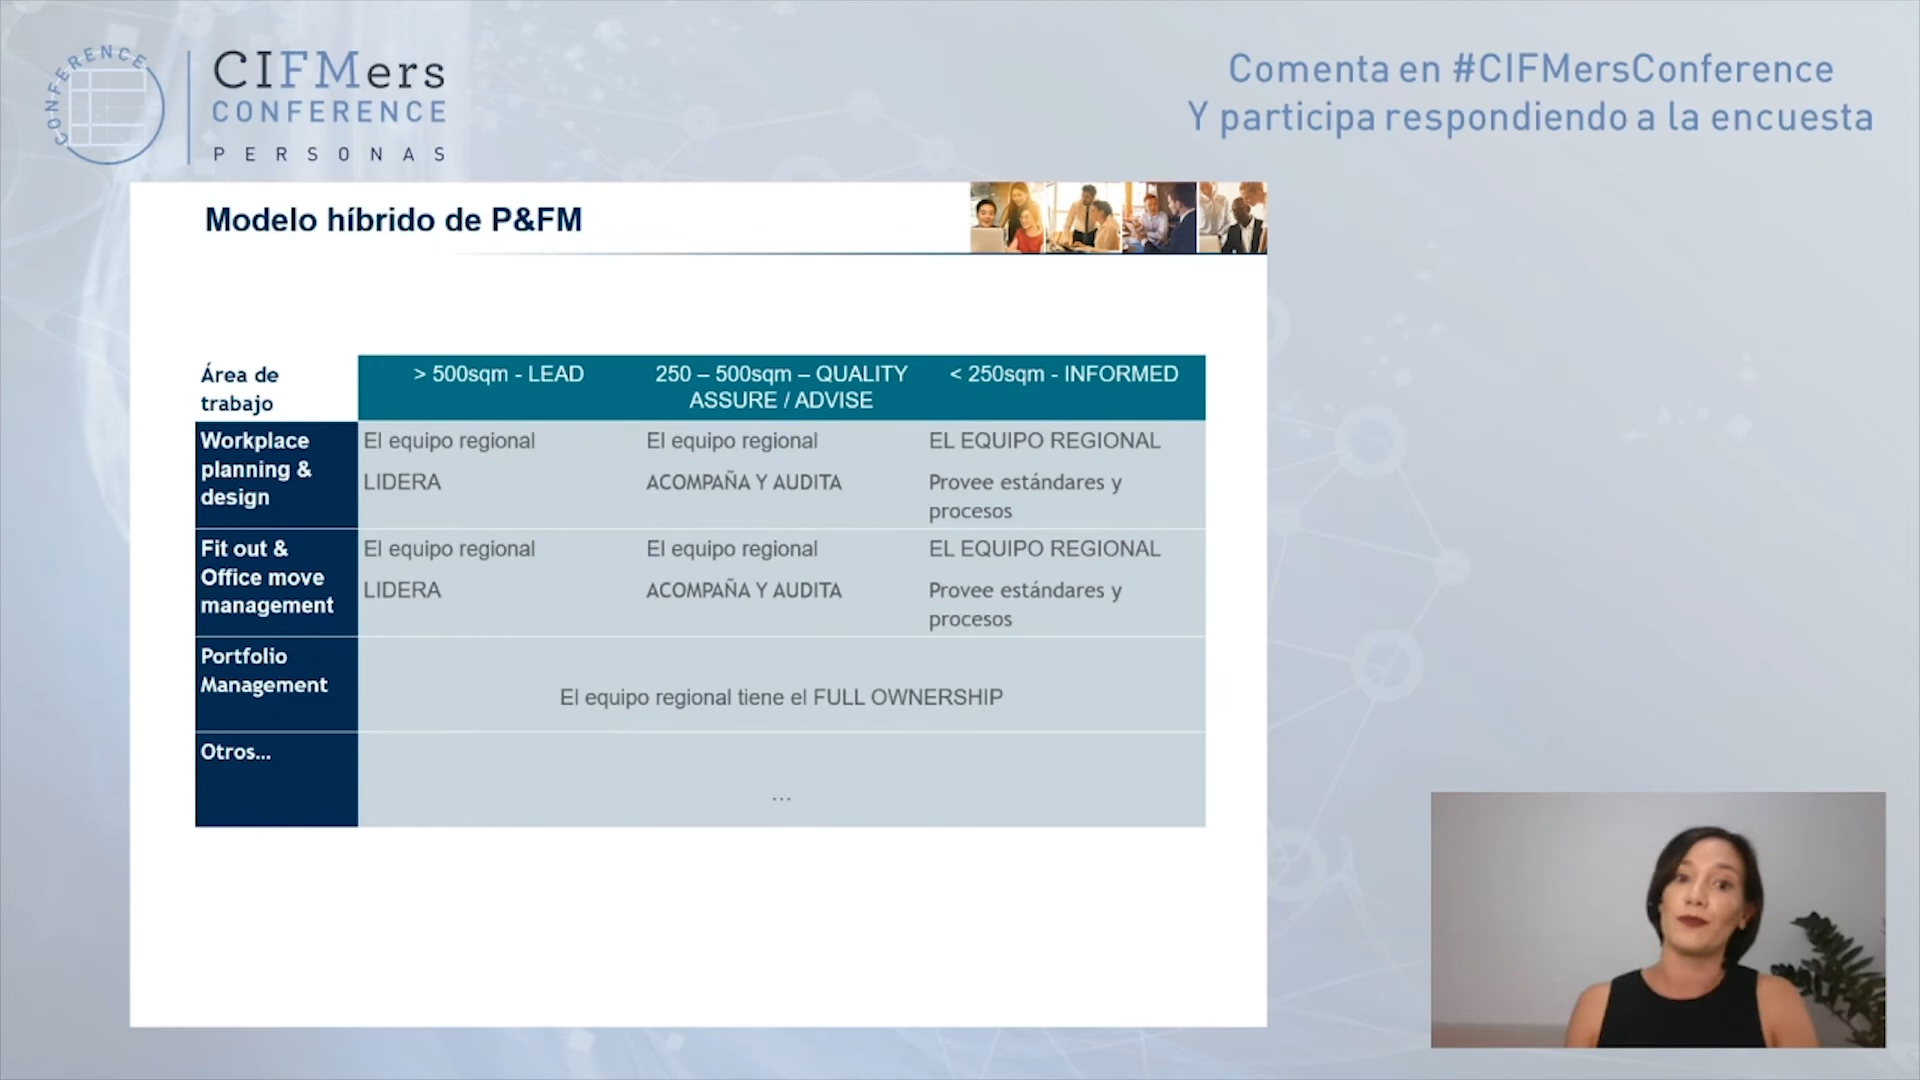 CONFERENCE
CIFMers
CONFERENCE
PERSONAS
Comenta en #CIFMersConference
Y participa respondiendo a la encuesta
Modelo híbrido de P&FM
Área de
trabajo
> 500sqm - LEAD
250 – 500sqm – QUALITY
ASSURE / ADVISE
< 250sqm - INFORMED
Workplace
planning &
design
El equipo regional
LIDERA
El equipo regional
ACOMPAÑA Y AUDITA
EL EQUIPO REGIONAL
Provee estándares y
procesos
Fit out &
Office move
management
El equipo regional
LIDERA
El equipo regional
ACOMPAÑA Y AUDITA
EL EQUIPO REGIONAL
Provee estándares y
procesos
Portfolio
Management
El equipo regional tiene el FULL OWNERSHIP
Otros...
...